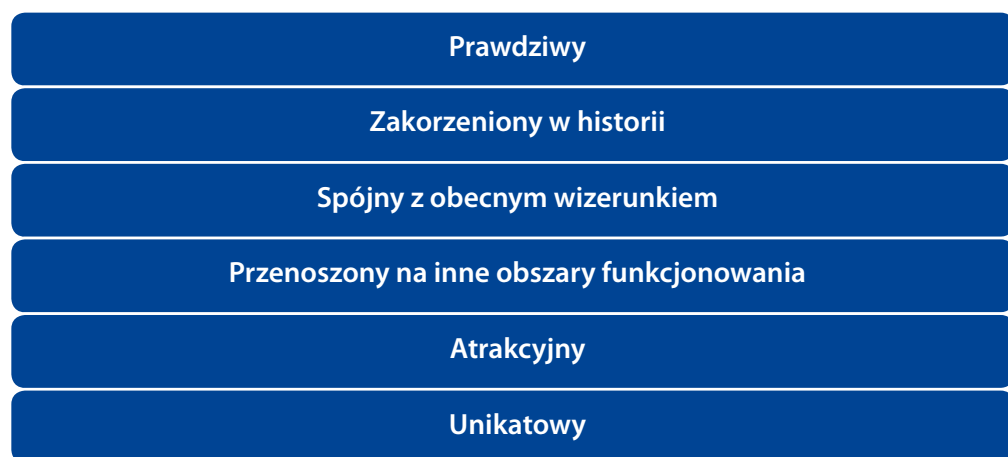 Prawdziwy
Zakorzeniony w historii
Spójny z obecnym wizerunkiem
Przenoszony na inne obszary funkcjonowania
Atrakcyjny
Unikatowy